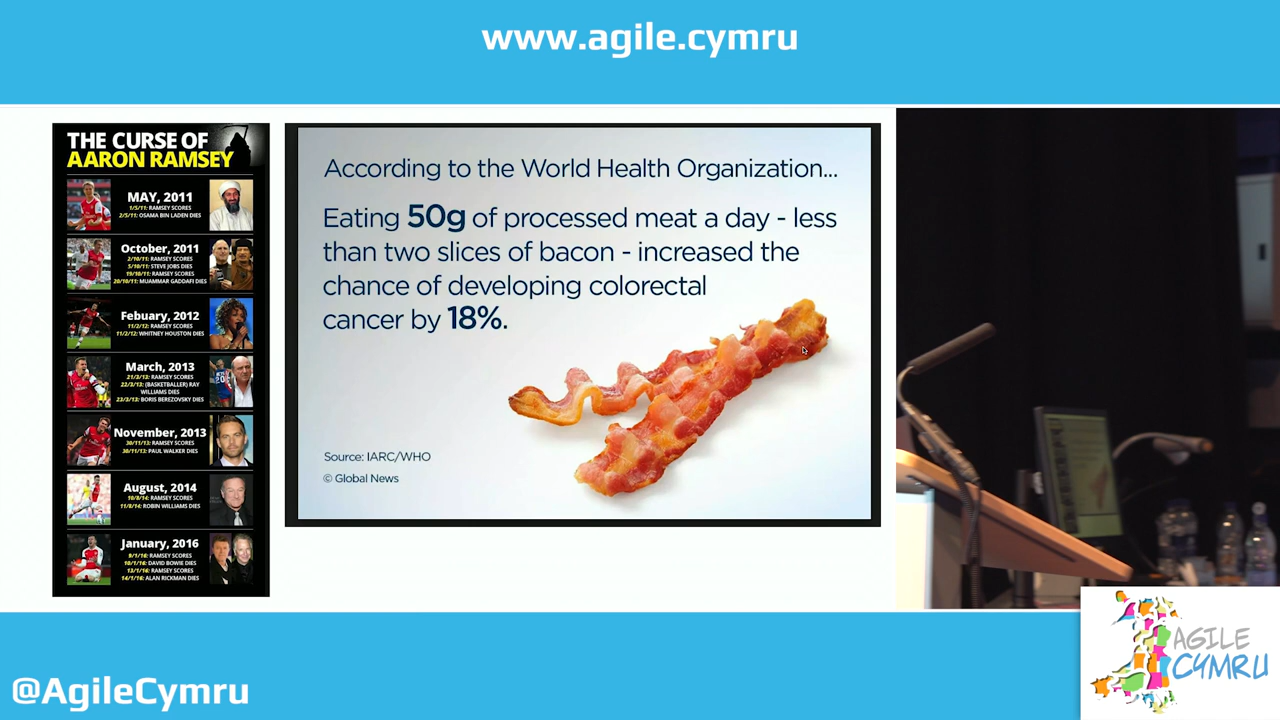 www.agile.cymru
THE CURSE OF
AARON RAMSEY
MAY, 2011
1/5/11: RAMSEY SCORES
2/5/11: OSAMA BIN LADEN DIES
October, 2011
2/10/11: RAMSEY SCORES
5/10/11: STEVE JOBS DIES
19/10/11: RAMSEY SCORES
20/10/11: MUAMMAR GADDAFI DIES
Febuary, 2012
11/2/12: RAMSEY SCORES
11/2/12: WHITNEY HOUSTON DIES
March, 2013
21/3/13: RAMSEY SCORES
22/3/13: (BASKETBALLER) RAY
WILLIAMS DIES
23/3/13: BORIS BEREZOVSKY DIES
November, 2013
30/11/13: RAMSEY SCORES
30/11/13: PAUL WALKER DIES
August, 2014
10/8/14: RAMSEY SCORES
11/8/14: ROBIN WILLIAMS DIES
January, 2016
9/1/16: RAMSEY SCORES
10/1/16: DAVID BOWIE DIES
13/1/16: RAMSEY SCORES
14/1/16: ALAN RICKMAN DIES
According to the World Health Organization...
Eating 50g of processed meat a day - less
than two slices of bacon - increased the
chance of developing colorectal
cancer by 18%.
Source: IARC/WHO
© Global News
@AgileCymru
AGILE
CYMRU